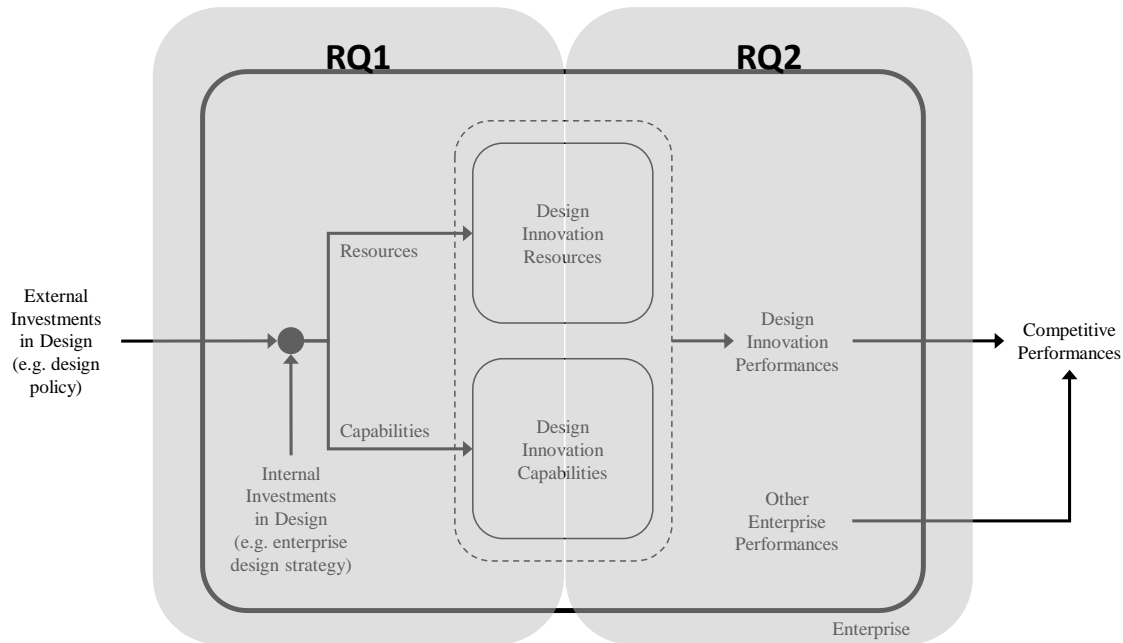 RQ1
RQ2
Design
Innovation
Resources
Resources
External
Investments
in Design
(e.g. design
policy)
Design
Innovation
Performances
Competitive
Performances
Capabilities
Design
Innovation
Capabilities
Internal
Investments
in Design
(e.g. enterprise
design strategy)
Other
Enterprise
Performances
Enterprise